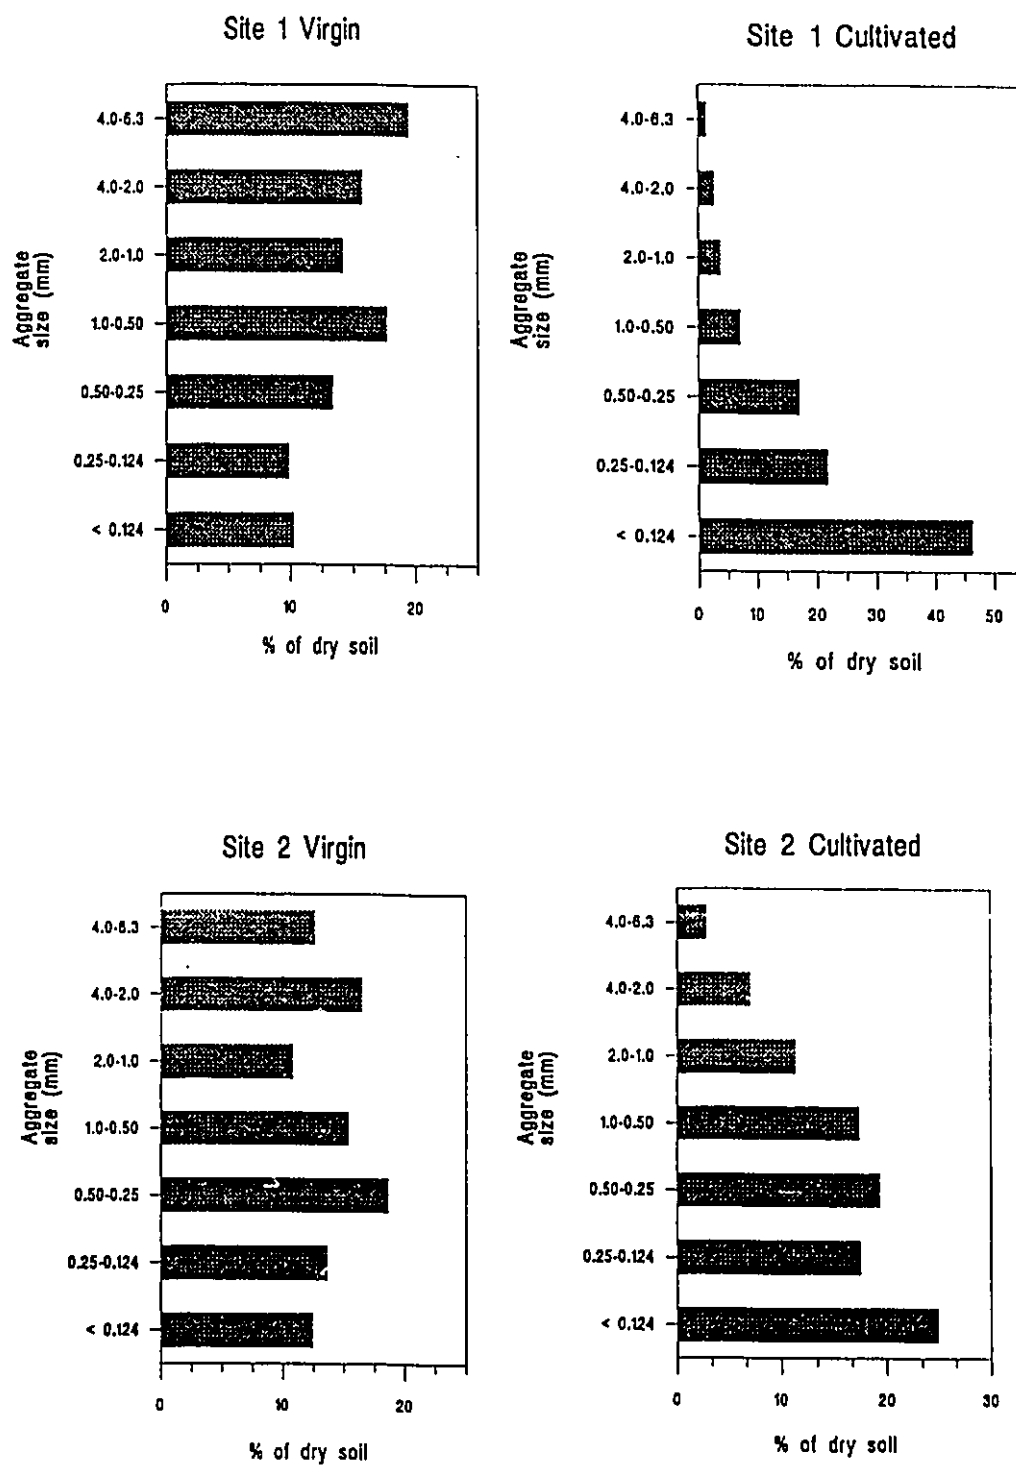 Site 1 Virgin
4.0-6.3
4.0-2.0
2.0-1.0
1.0-0.50
0.50-0.25
0.25-0.124
< 0.124
Aggregate
size (mm)
0 10 20
% of dry soil
Site 1 Cultivated
4.0-6.3
4.0-2.0
2.0-1.0
1.0-0.50
0.50-0.25
0.25-0.124
< 0.124
Aggregate
size (mm)
0 10 20 30 40 50
% of dry soil
Site 2 Virgin
4.0-6.3
4.0-2.0
2.0-1.0
1.0-0.50
0.50-0.25
0.25-0.124
< 0.124
Aggregate
size (mm)
0 10 20
% of dry soil
Site 2 Cultivated
4.0-6.3
4.0-2.0
2.0-1.0
1.0-0.50
0.50-0.25
0.25-0.124
< 0.124
Aggregate
size (mm)
0 10 20 30
% of dry soil